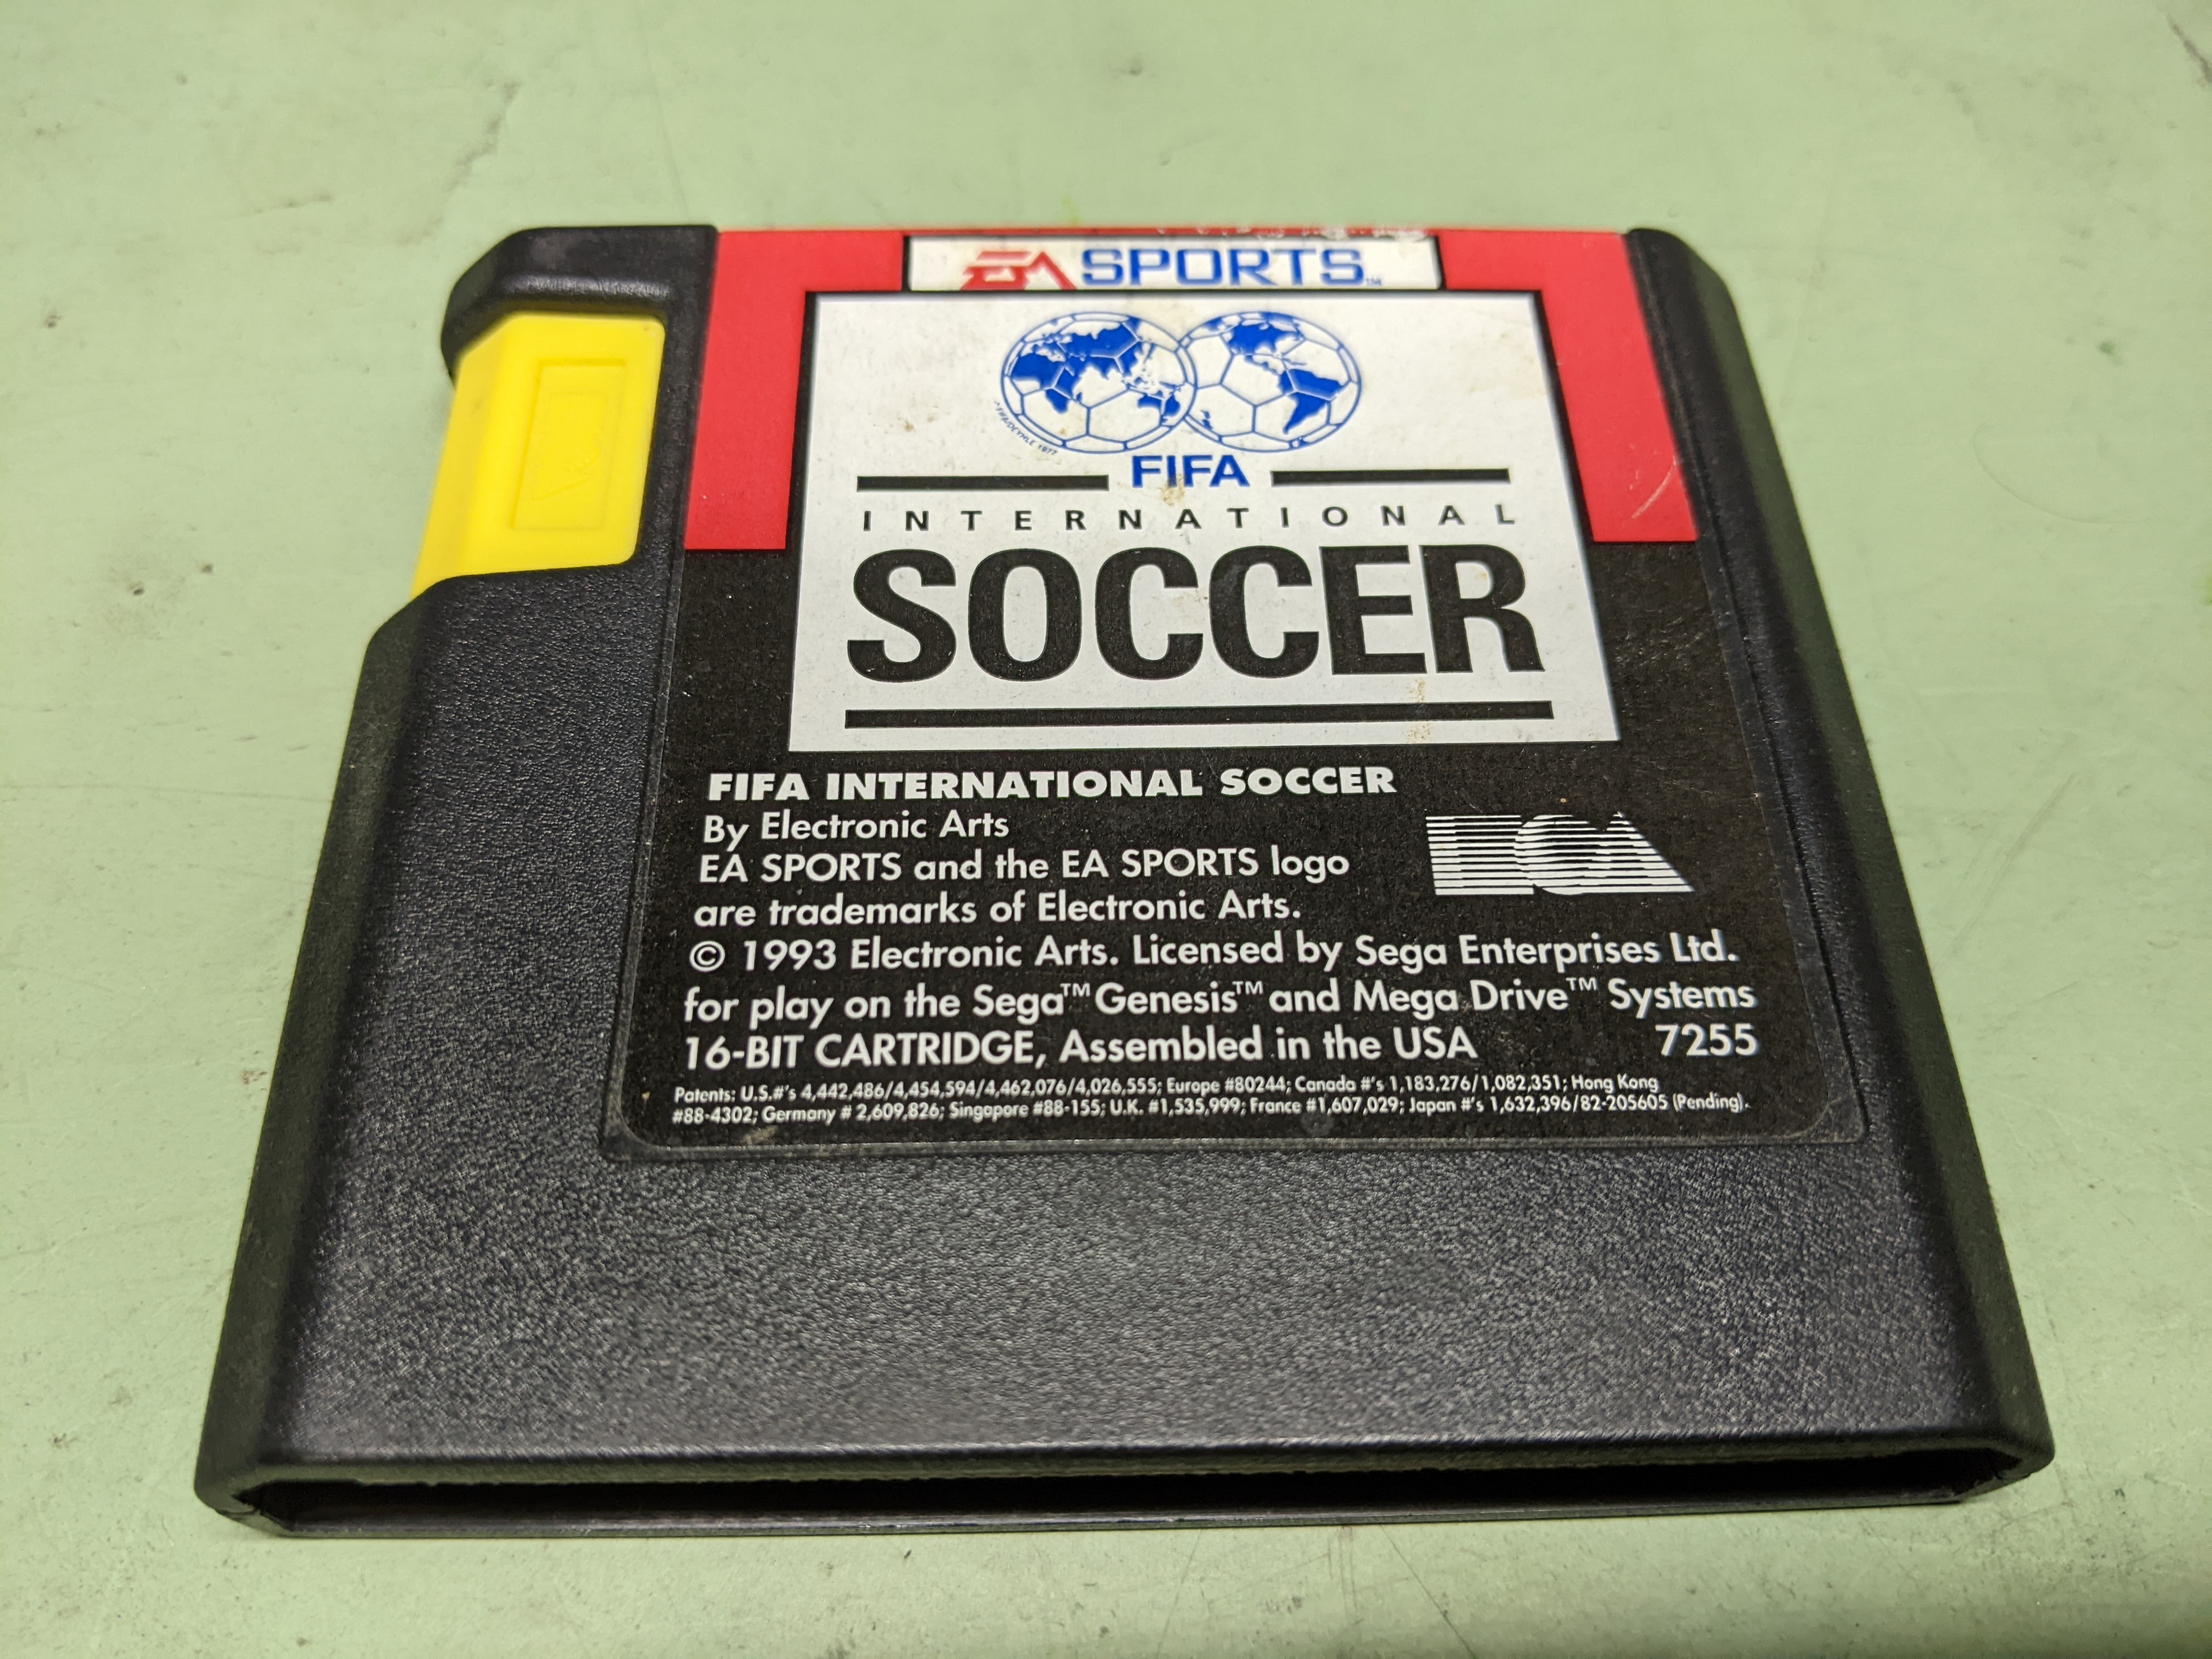 EA SPORTS™
FIFA
INTERNATIONAL
SOCCER
FIFA INTERNATIONAL SOCCER
By Electronic Arts
EA SPORTS and the EA SPORTS logo
are trademarks of Electronic Arts.
© 1993 Electronic Arts. Licensed by Sega Enterprises Ltd.
for play on the Sega™ Genesis™ and Mega Drive™ Systems
16-BIT CARTRIDGE, Assembled in the USA 7255
EA
Patents: U.S.#'s 4,442,486/4,454,594/4,462,076/4,026,555; Europe #80244; Canada #'s 1,183,276/1,082,351; Hong Kong
#88-4302; Germany # 2,609,826; Singapore #88-155; U.K. #1,535,999; France #1,607,029; Japan #'s 1,632,396/82-205605 (Pending).